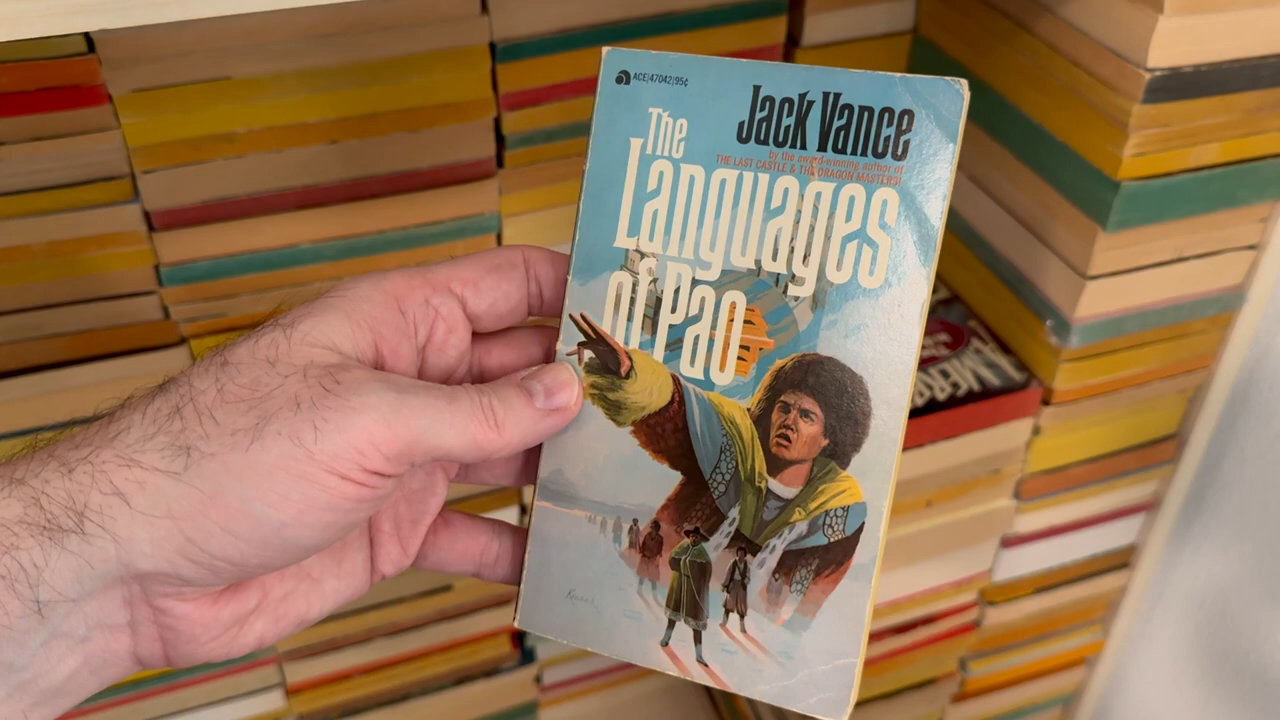 ACE|47042|95¢
Jack Vance
by the award-winning author of
THE LAST CASTLE & THE DRAGON MASTERS!
The
Languages
of Pao